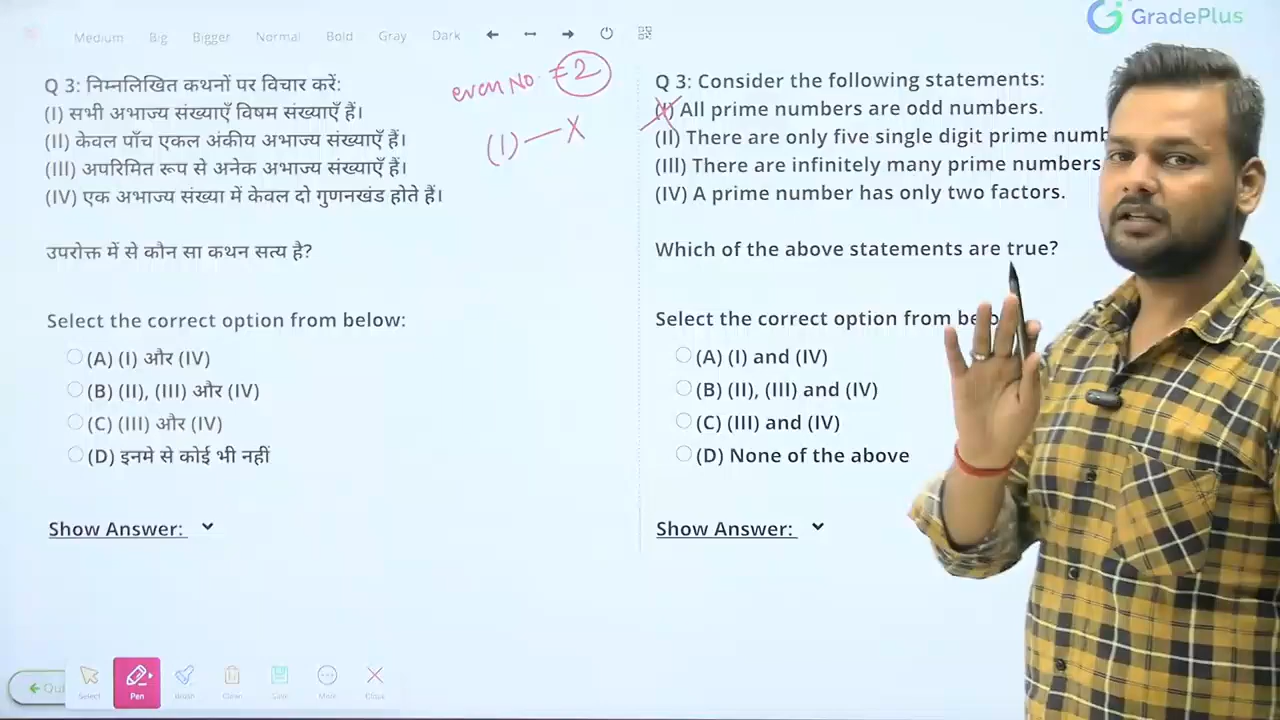 GradePlus
Medium Big Bigger Normal Bold Gray Dark
Q 3: निम्नलिखित कथनों पर विचार करें:
(I) सभी अभाज्य संख्याएँ विषम संख्याएँ हैं।
(II) केवल पाँच एकल अंकीय अभाज्य संख्याएँ हैं।
(III) अपरिमित रूप से अनेक अभाज्य संख्याएँ हैं।
(IV) एक अभाज्य संख्या में केवल दो गुणनखंड होते हैं।
उपरोक्त में से कौन सा कथन सत्य है?
Select the correct option from below:
(A) (I) और (IV)
(B) (II), (III) और (IV)
(C) (III) और (IV)
(D) इनमे से कोई भी नहीं
Show Answer:
even No. = 2
(I) — X
Q 3: Consider the following statements:
(I) All prime numbers are odd numbers.
(II) There are only five single digit prime numb
(III) There are infinitely many prime numbers
(IV) A prime number has only two factors.
Which of the above statements are true?
Select the correct option from below:
(A) (I) and (IV)
(B) (II), (III) and (IV)
(C) (III) and (IV)
(D) None of the above
Show Answer:
Select Pen Brush Clean More Close